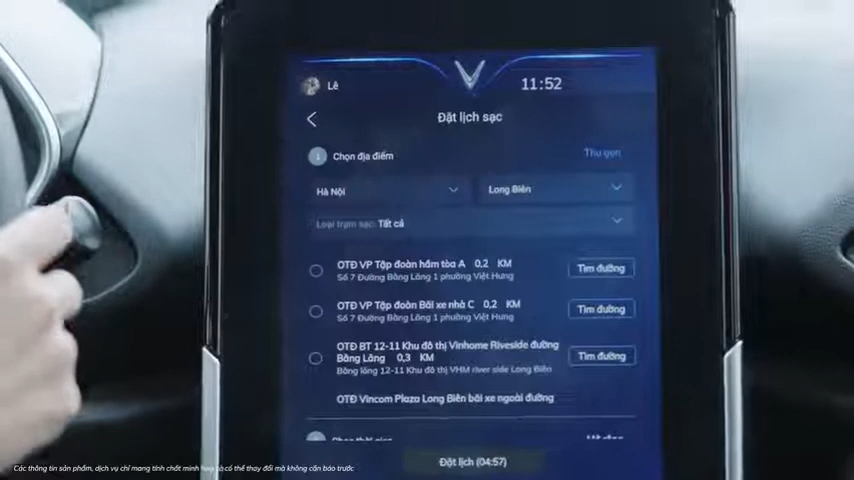 Lê
11:52
Đặt lịch sạc
1 Chọn địa điểm Thu gọn
Hà Nội Long Biên
Loại trạm sạc: Tất cả
OTĐ VP Tập đoàn hầm tòa A 0,2 KM
Số 7 Đường Bằng Lăng 1 phường Việt Hưng
Tìm đường
OTĐ VP Tập đoàn Bãi xe nhà C 0,2 KM
Số 7 Đường Bằng Lăng 1 phường Việt Hưng
Tìm đường
OTĐ BT 12-11 Khu đô thị Vinhome Riverside đường
Bằng Lăng 0,3 KM
Bằng lăng 12-11 Khu đô thị VHM river side Long Biên
Tìm đường
OTĐ Vincom Plaza Long Biên bãi xe ngoài đường
Chọn thời gian
Đặt lịch (04:57)
Các thông tin sản phẩm, dịch vụ chỉ mang tính chất minh họa và có thể thay đổi mà không cần báo trước